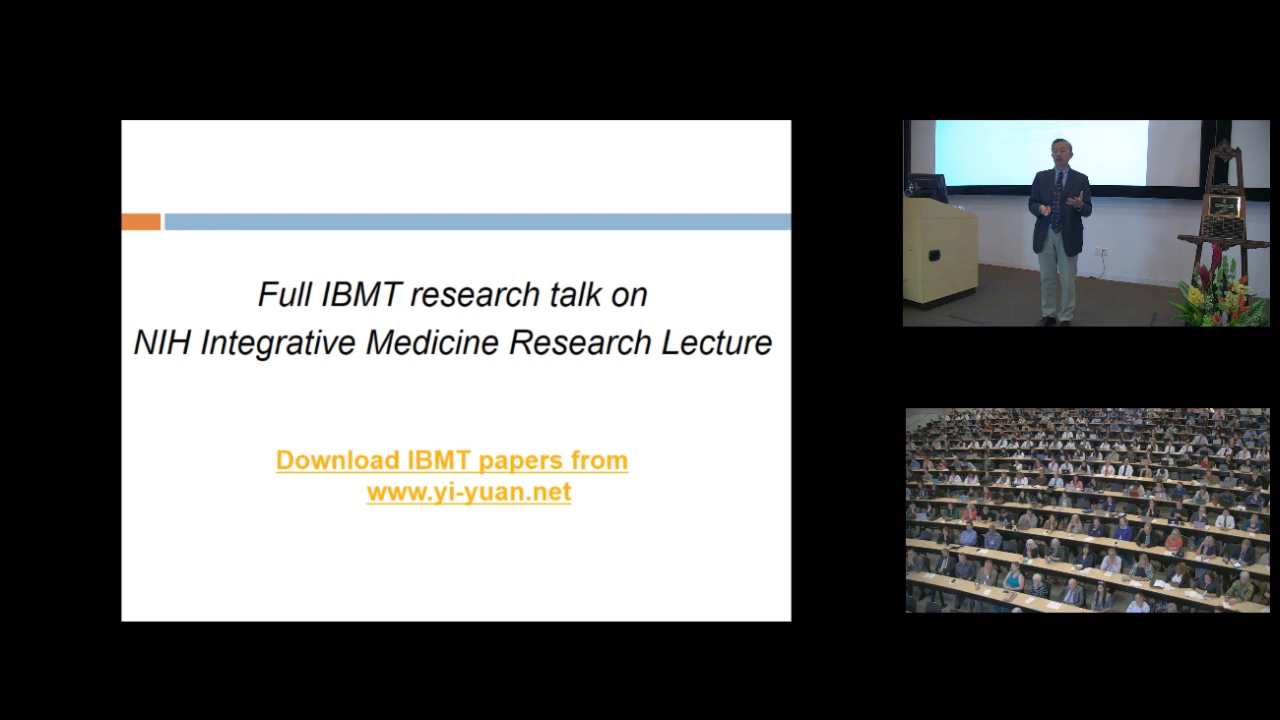 Full IBMT research talk on
NIH Integrative Medicine Research Lecture
Download IBMT papers from
www.yi-yuan.net